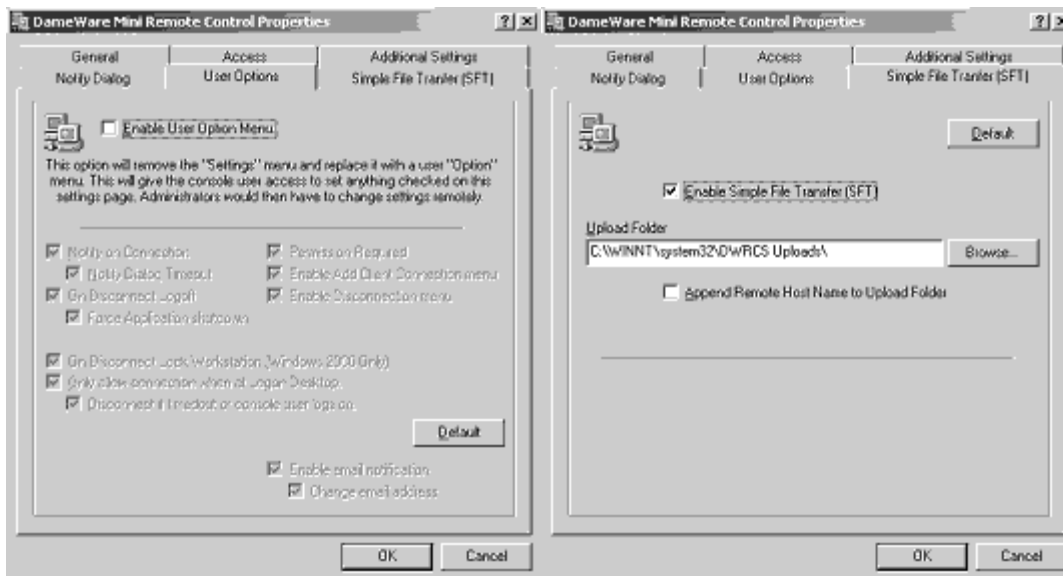 DameWare Mini Remote Control Properties
General Access Additional Settings
Notify Dialog User Options Simple File Tranfer (SFT)
Enable User Option Menu
This option will remove the "Settings" menu and replace it with a user "Option"
menu. This will give the console user access to set anything checked on this
settings page. Administrators would then have to change settings remotely.
Notify on Connection
Notify Dialog Timeout
On Disconnect Logoff
Force Application shutdown
Permission Required
Enable Add Client Connection menu
Enable Disconnection menu
On Disconnect Lock Workstation (Windows 2000 Only)
Only allow connection when at Logon Desktop.
Disconnect if timedout or console user logs on.
Default
Enable email notification
Change email address
OK Cancel
DameWare Mini Remote Control Properties
General Access Additional Settings
Notify Dialog User Options Simple File Tranfer (SFT)
Default
Enable Simple File Transfer (SFT)
Upload Folder
C:\WINNT\system32\DWRCS Uploads\
Browse...
Append Remote Host Name to Upload Folder
OK Cancel